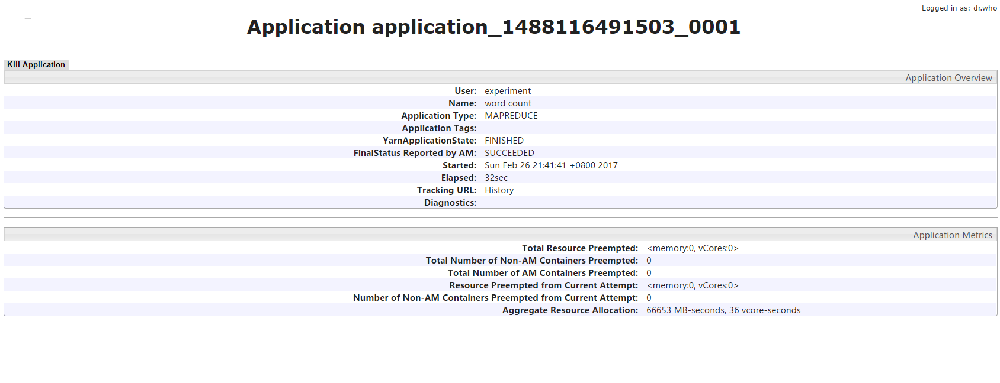 Logged in as: dr.who
Application application_1488116491503_0001
Kill Application
Application Overview
User: experiment
Name: word count
Application Type: MAPREDUCE
Application Tags:
YarnApplicationState: FINISHED
FinalStatus Reported by AM: SUCCEEDED
Started: Sun Feb 26 21:41:41 +0800 2017
Elapsed: 32sec
Tracking URL: History
Diagnostics:
Application Metrics
Total Resource Preempted: <memory:0, vCores:0>
Total Number of Non-AM Containers Preempted: 0
Total Number of AM Containers Preempted: 0
Resource Preempted from Current Attempt: <memory:0, vCores:0>
Number of Non-AM Containers Preempted from Current Attempt: 0
Aggregate Resource Allocation: 66653 MB-seconds, 36 vcore-seconds